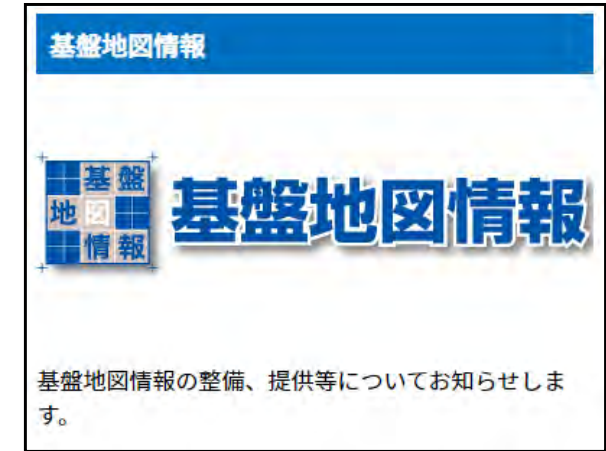 基盤地図情報
基盤
地図
情報
基盤地図情報
基盤地図情報の整備、提供等についてお知らせしま
す。